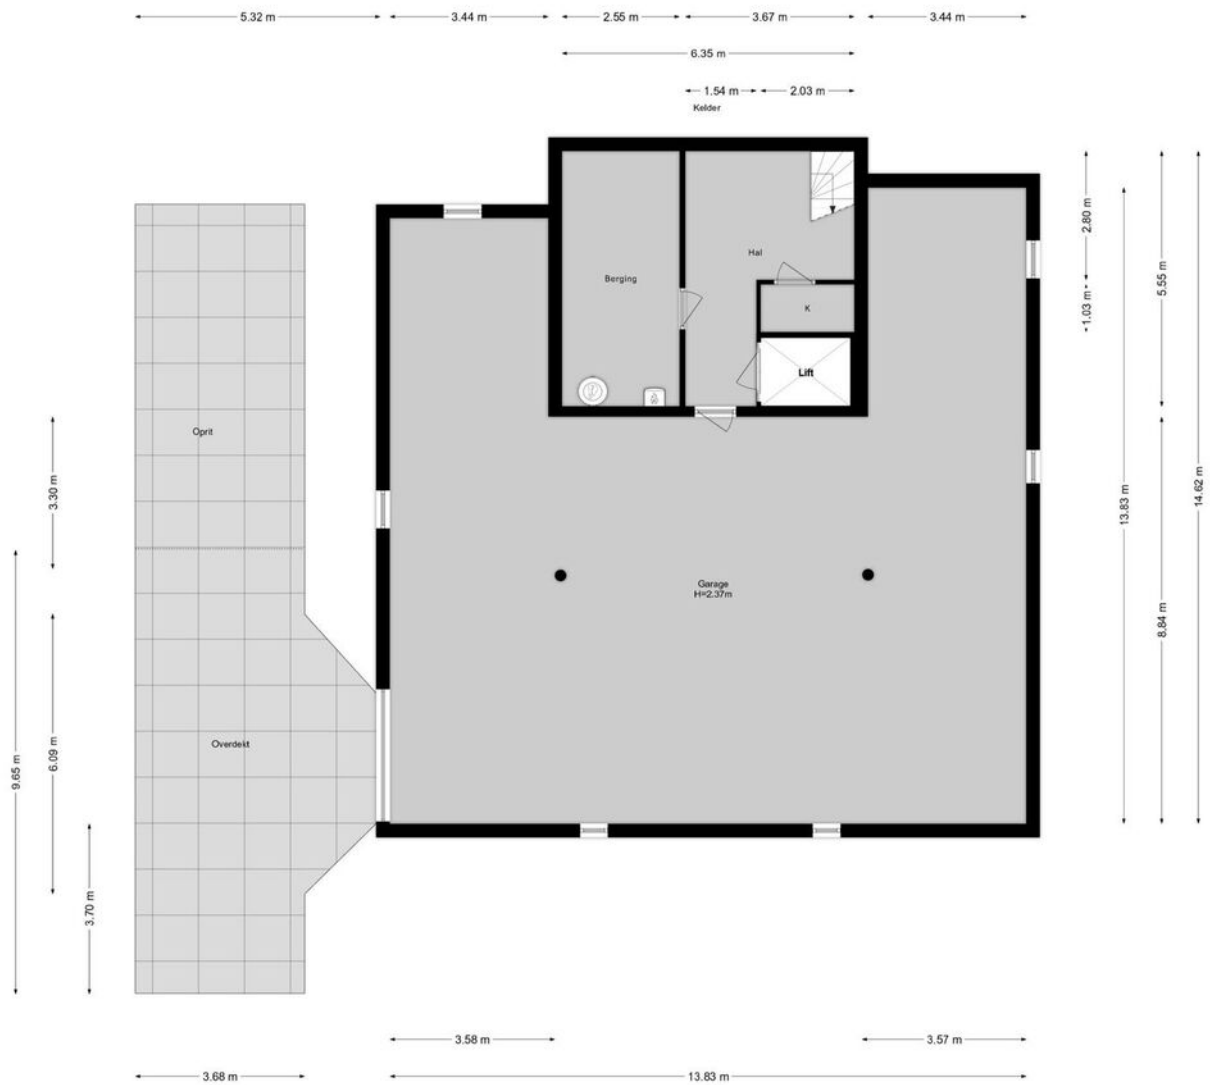 5.32 m
3.44 m
2.55 m
3.67 m
3.44 m
6.35 m
1.54 m
2.03 m
Kelder
2.80 m
5.55 m
Hal
Berging
1.03 m
K
Lift
Oprit
3.30 m
13.83 m
14.62 m
Garage
H=2.37m
8.84 m
Overdekt
6.09 m
9.65 m
3.70 m
3.58 m
3.57 m
3.68 m
13.83 m